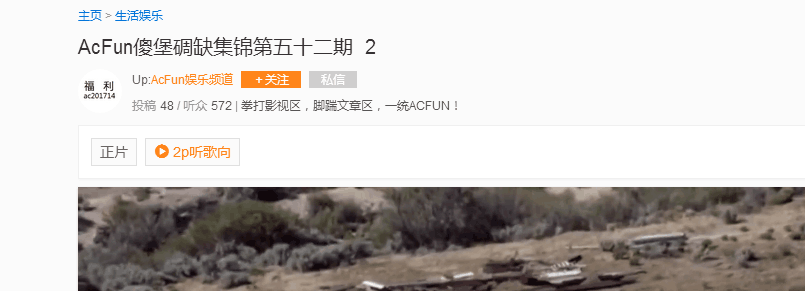 主页 > 生活娱乐
AcFun傻堡碉缺集锦第五十二期 2
福 利
ac201714
Up:AcFun娱乐频道 + 关注 私信
投稿 48 / 听众 572 | 拳打影视区，脚踹文章区，一统ACFUN！
正片 2p听歌向